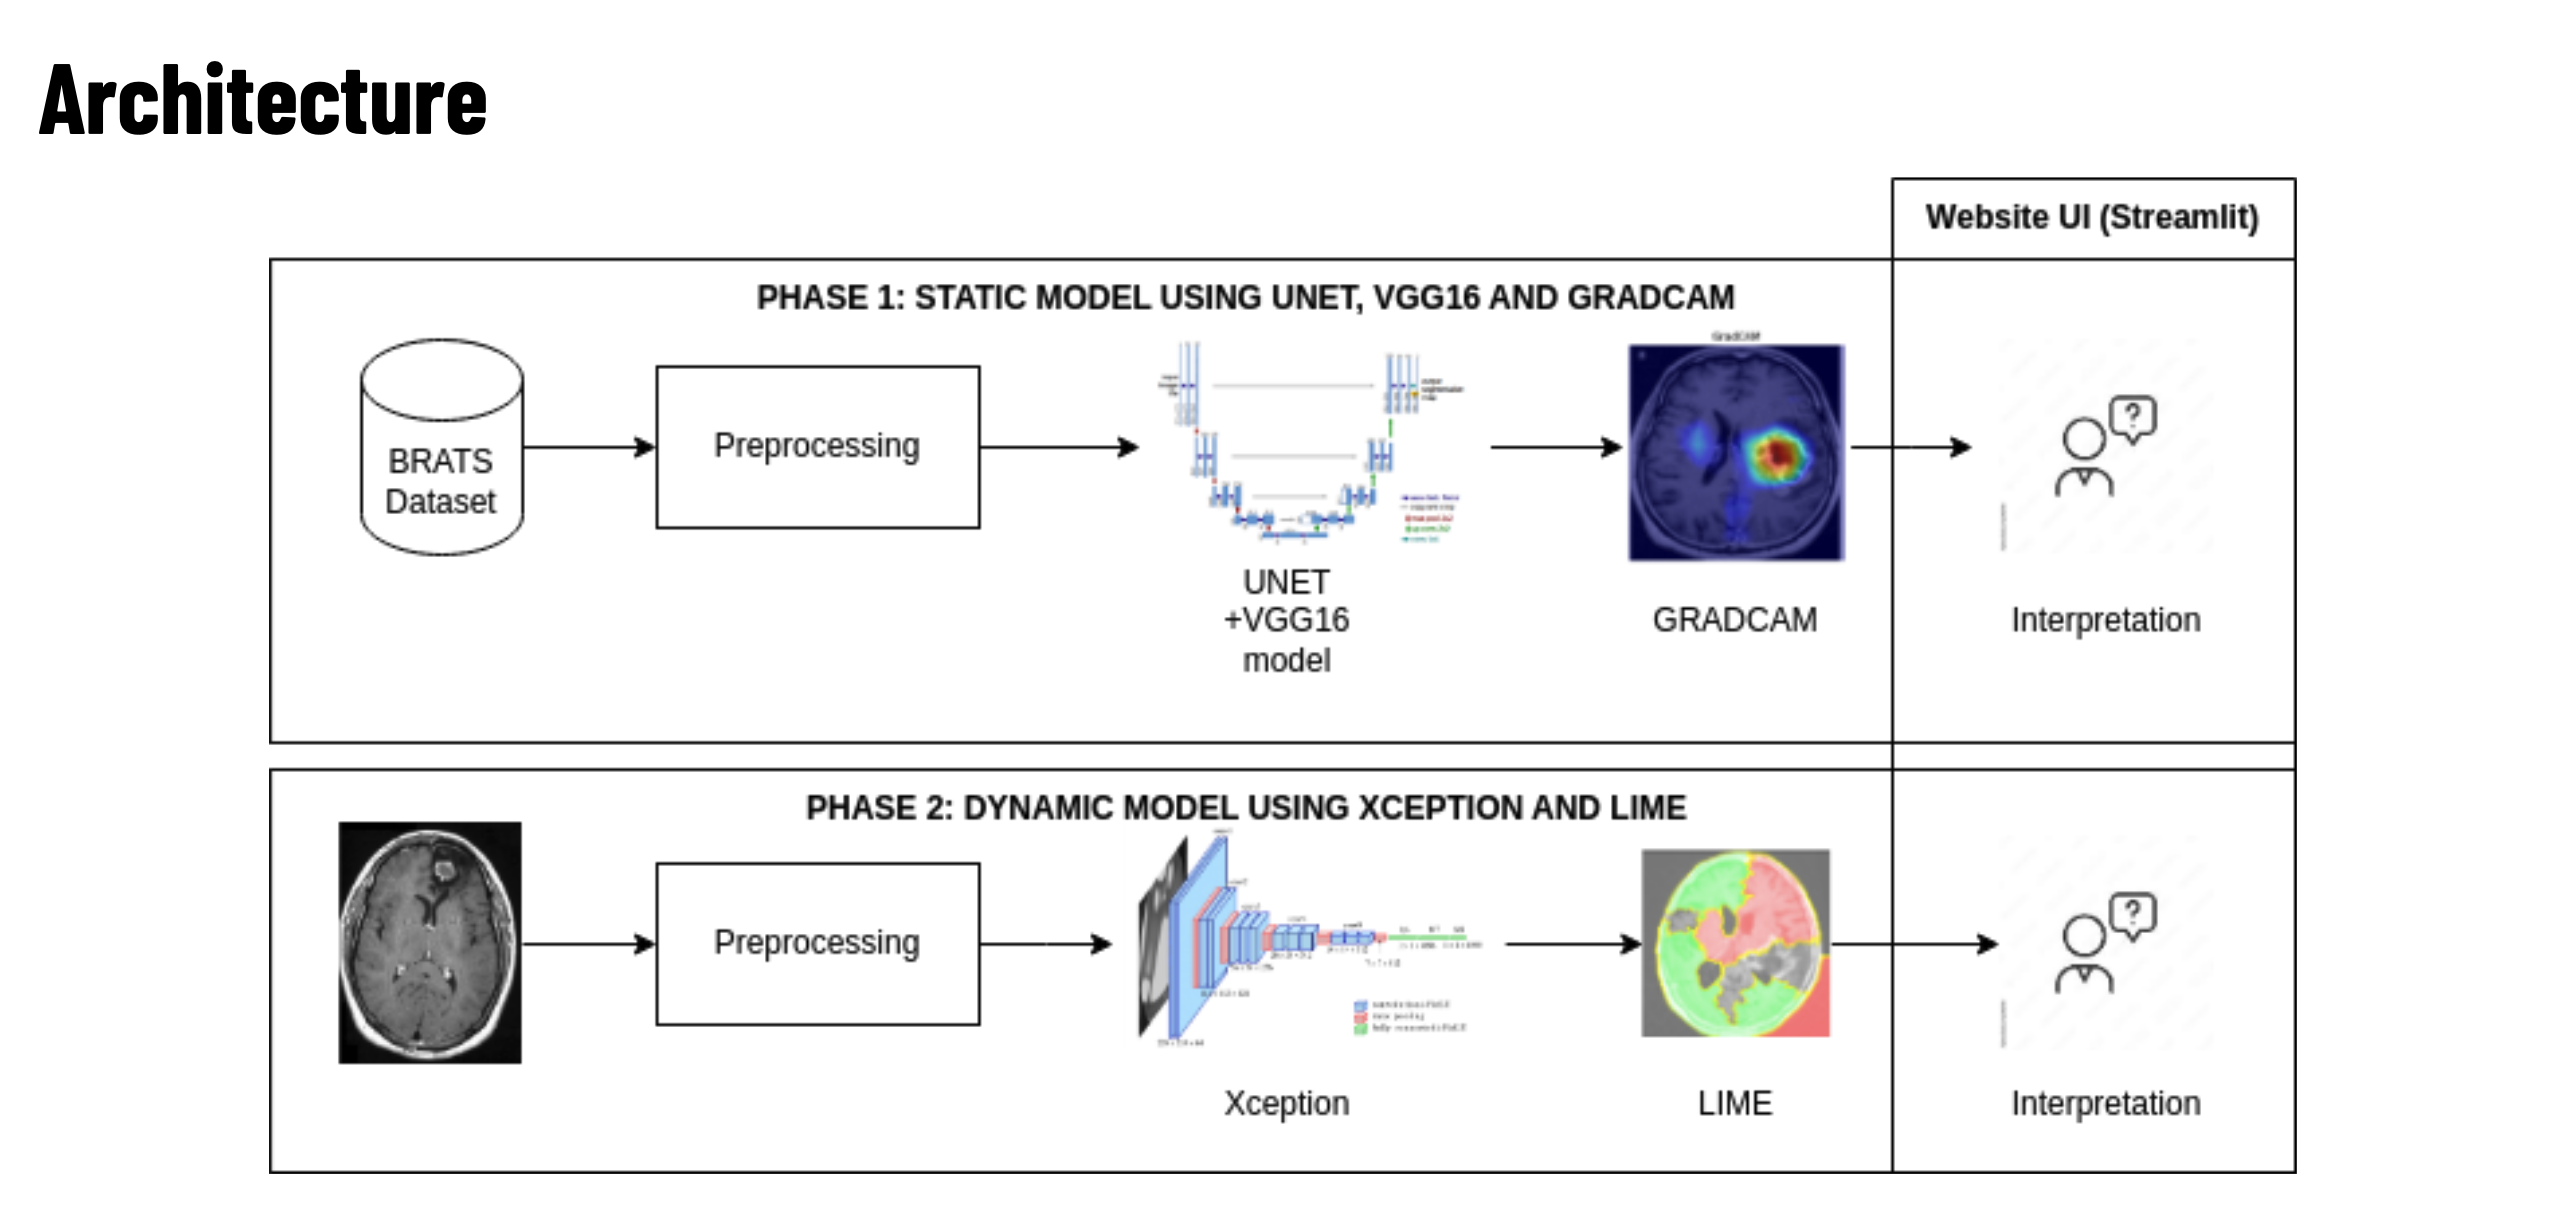 Architecture
Website UI (Streamlit)
PHASE 1: STATIC MODEL USING UNET, VGG16 AND GRADCAM
GradCAM
BRATS
Dataset
Preprocessing
UNET
+VGG16
model
GRADCAM
Interpretation
PHASE 2: DYNAMIC MODEL USING XCEPTION AND LIME
Preprocessing
Xception
LIME
Interpretation